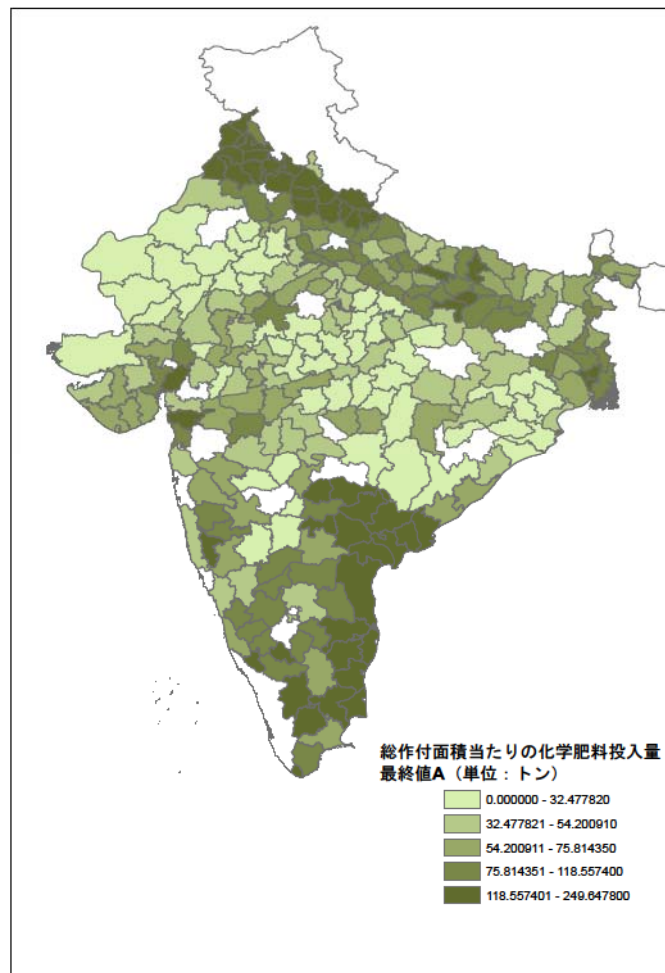 総作付面積当たりの化学肥料投入量
最終値A（単位：トン）
0.000000 - 32.477820
32.477821 - 54.200910
54.200911 - 75.814350
75.814351 - 118.557400
118.557401 - 249.647800